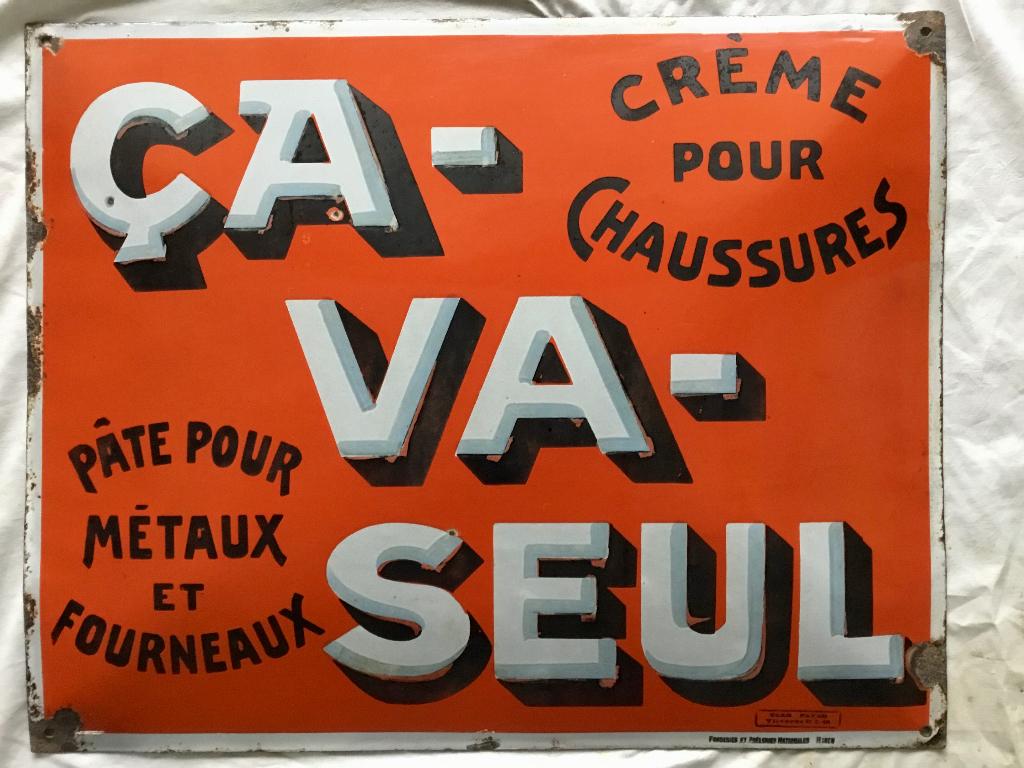 ÇA-
CRÈME
POUR
CHAUSSURES
VA-
PÂTE POUR
MÉTAUX
ET
FOURNEAUX
SEUL